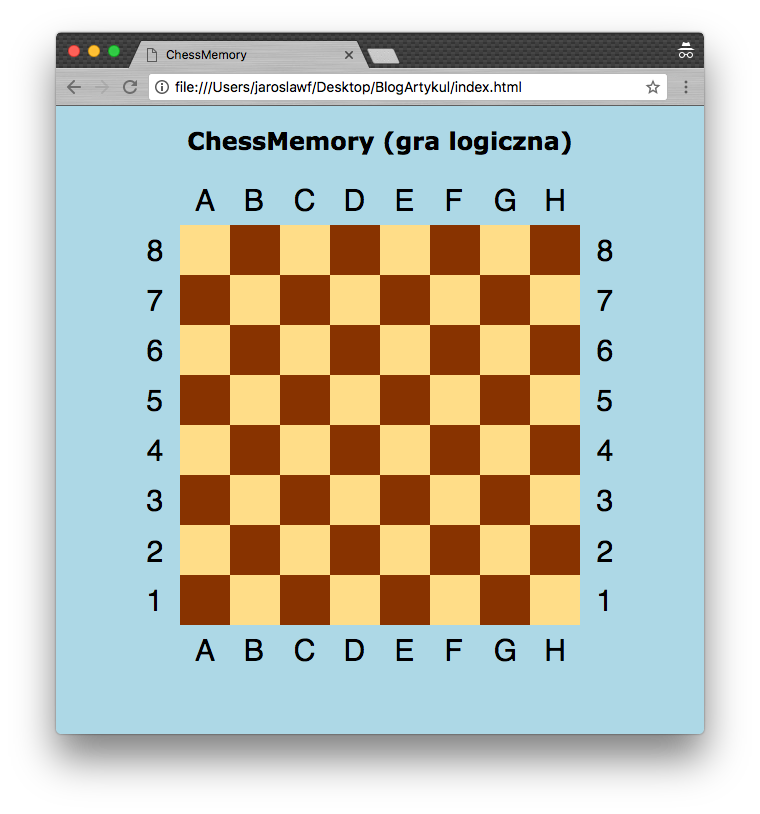 ChessMemory
file:///Users/jaroslawf/Desktop/BlogArtykul/index.html
ChessMemory (gra logiczna)
A B C D E F G H
8 8
7 7
6 6
5 5
4 4
3 3
2 2
1 1
A B C D E F G H